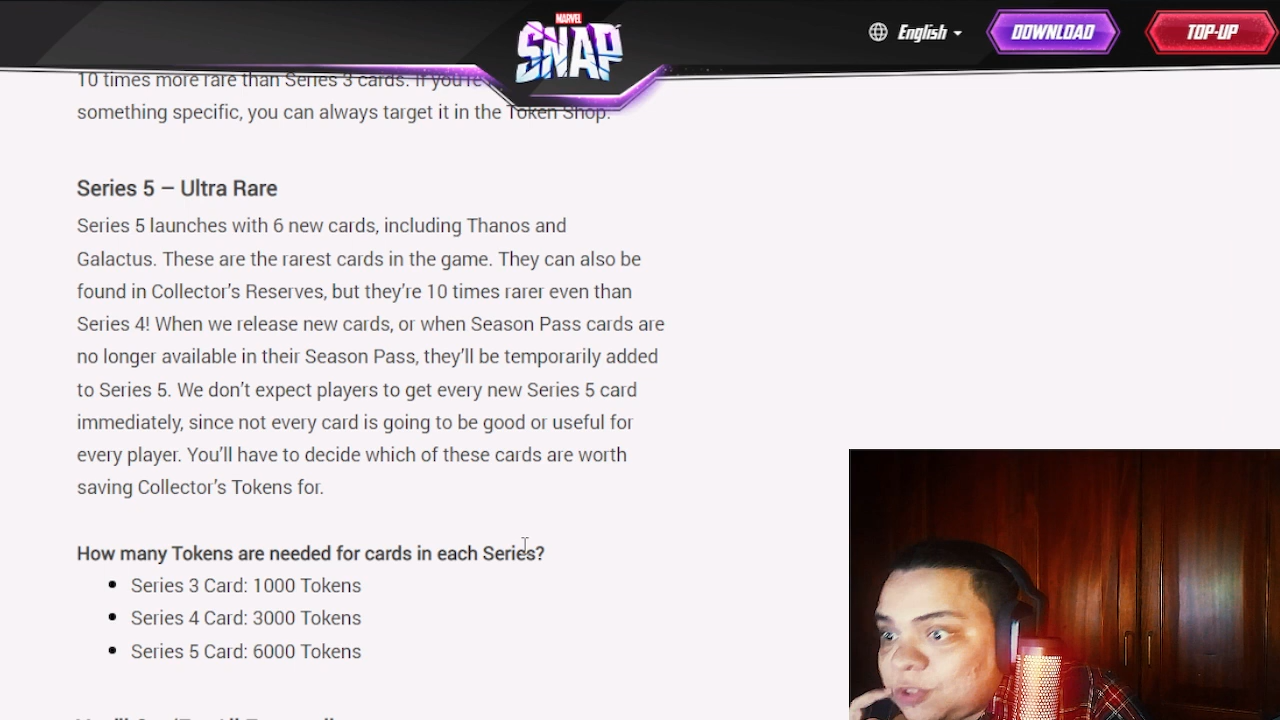 MARVEL
SNAP
English
DOWNLOAD
TOP-UP
10 times more rare than Series 3 cards. If you're
something specific, you can always target it in the Token Shop.
Series 5 – Ultra Rare
Series 5 launches with 6 new cards, including Thanos and
Galactus. These are the rarest cards in the game. They can also be
found in Collector's Reserves, but they're 10 times rarer even than
Series 4! When we release new cards, or when Season Pass cards are
no longer available in their Season Pass, they'll be temporarily added
to Series 5. We don't expect players to get every new Series 5 card
immediately, since not every card is going to be good or useful for
every player. You'll have to decide which of these cards are worth
saving Collector's Tokens for.
How many Tokens are needed for cards in each Series?
• Series 3 Card: 1000 Tokens
• Series 4 Card: 3000 Tokens
• Series 5 Card: 6000 Tokens